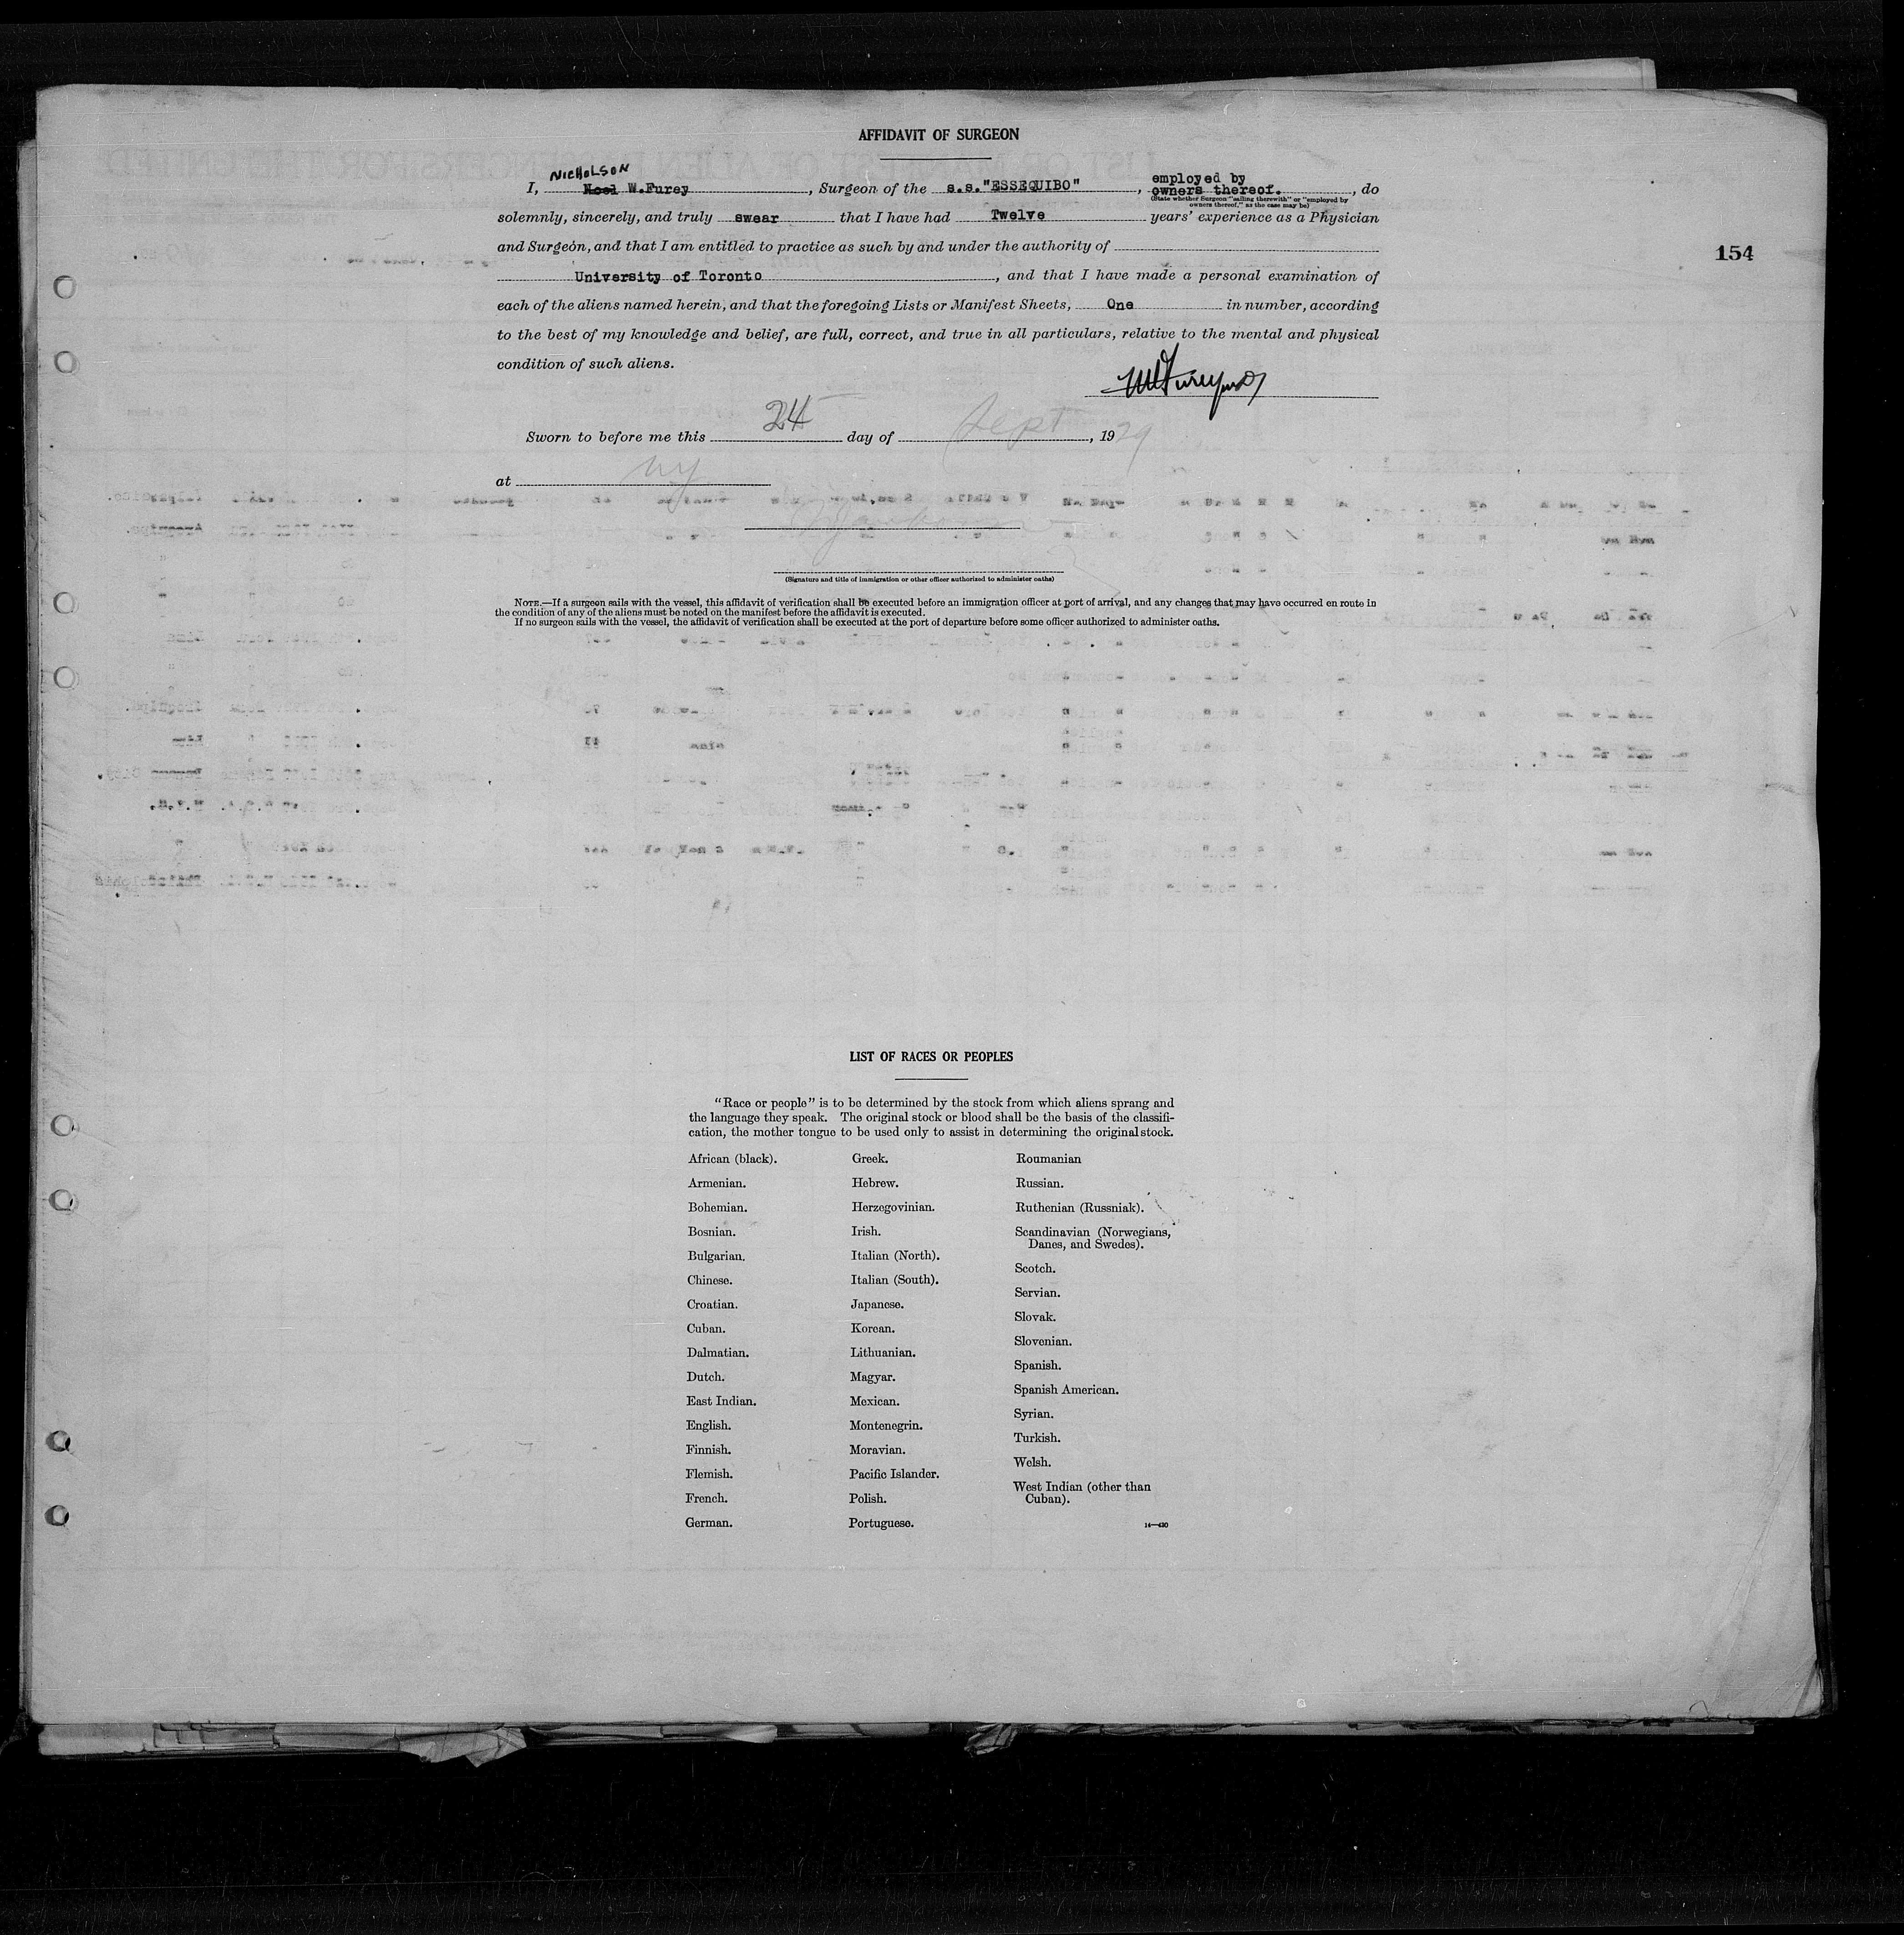 AFFIDAVIT OF SURGEON
NICHOLSON
I, Noel W.Furey, Surgeon of the s.s."ESSEQUIBO", employed by owners thereof., do
(State whether Surgeon "sailing therewith" or "employed by
owners thereof," as the case may be)
solemnly, sincerely, and truly swear that I have had Twelve years' experience as a Physician
and Surgeon, and that I am entitled to practice as such by and under the authority of
154
University of Toronto, and that I have made a personal examination of
each of the aliens named herein, and that the foregoing Lists or Manifest Sheets, One in number, according
to the best of my knowledge and belief, are full, correct, and true in all particulars, relative to the mental and physical
condition of such aliens.
Sworn to before me this 24 day of Sept, 1929
at NY
(Signature and title of immigration or other officer authorized to administer oaths)
NOTE.—If a surgeon sails with the vessel, this affidavit of verification shall be executed before an immigration officer at port of arrival, and any changes that may have occurred en route in
the condition of any of the aliens must be noted on the manifest before the affidavit is executed.
If no surgeon sails with the vessel, the affidavit of verification shall be executed at the port of departure before some officer authorized to administer oaths.
LIST OF RACES OR PEOPLES
"Race or people" is to be determined by the stock from which aliens sprang and
the language they speak. The original stock or blood shall be the basis of the classifi-
cation, the mother tongue to be used only to assist in determining the original stock.
African (black).
Armenian.
Bohemian.
Bosnian.
Bulgarian.
Chinese.
Croatian.
Cuban.
Dalmatian.
Dutch.
East Indian.
English.
Finnish.
Flemish.
French.
German.
Greek.
Hebrew.
Herzegovinian.
Irish.
Italian (North).
Italian (South).
Japanese.
Korean.
Lithuanian.
Magyar.
Mexican.
Montenegrin.
Moravian.
Pacific Islander.
Polish.
Portuguese.
Roumanian
Russian.
Ruthenian (Russniak).
Scandinavian (Norwegians,
Danes, and Swedes).
Scotch.
Servian.
Slovak.
Slovenian.
Spanish.
Spanish American.
Syrian.
Turkish.
Welsh.
West Indian (other than
Cuban).
14—430